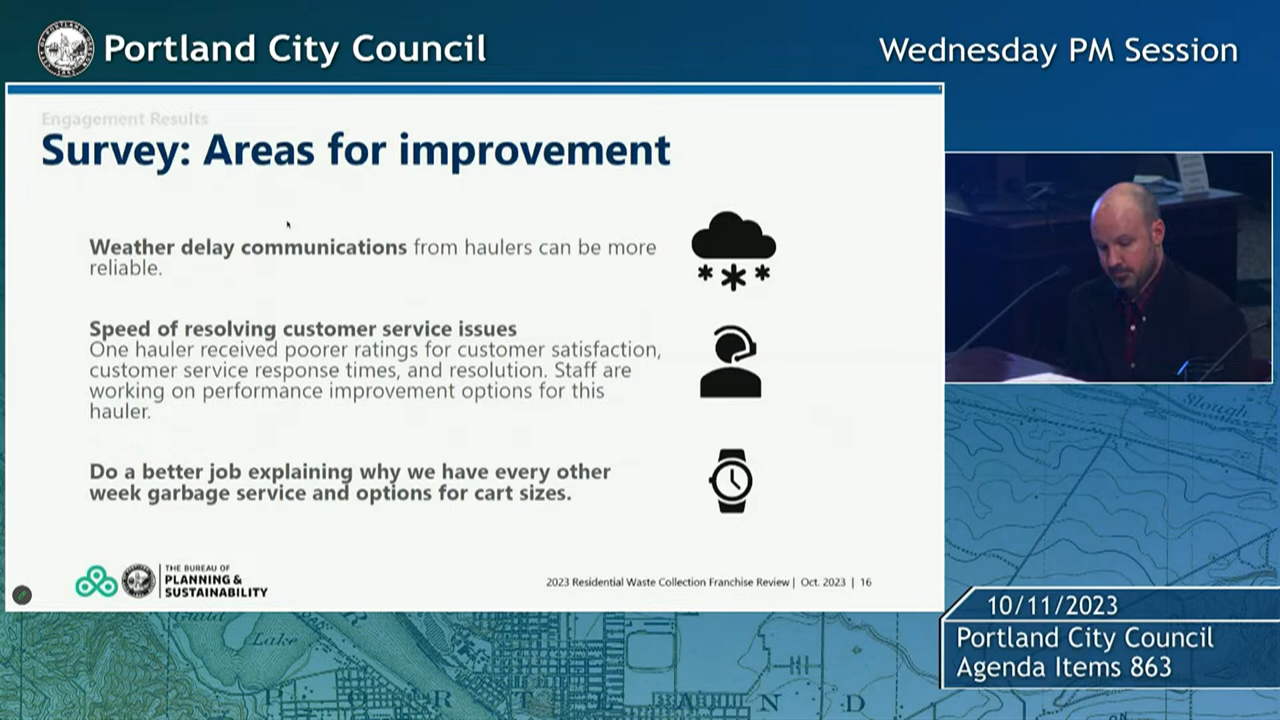 Portland City Council
Wednesday PM Session
Engagement Results
Survey: Areas for improvement
Weather delay communications from haulers can be more
reliable.
Speed of resolving customer service issues
One hauler received poorer ratings for customer satisfaction,
customer service response times, and resolution. Staff are
working on performance improvement options for this
hauler.
Do a better job explaining why we have every other
week garbage service and options for cart sizes.
THE BUREAU OF
PLANNING &
SUSTAINABILITY
2023 Residential Waste Collection Franchise Review | Oct. 2023 | 16
Slough
10/11/2023
Portland City Council
Agenda Items 863
Guild
Lake
R T L A N D